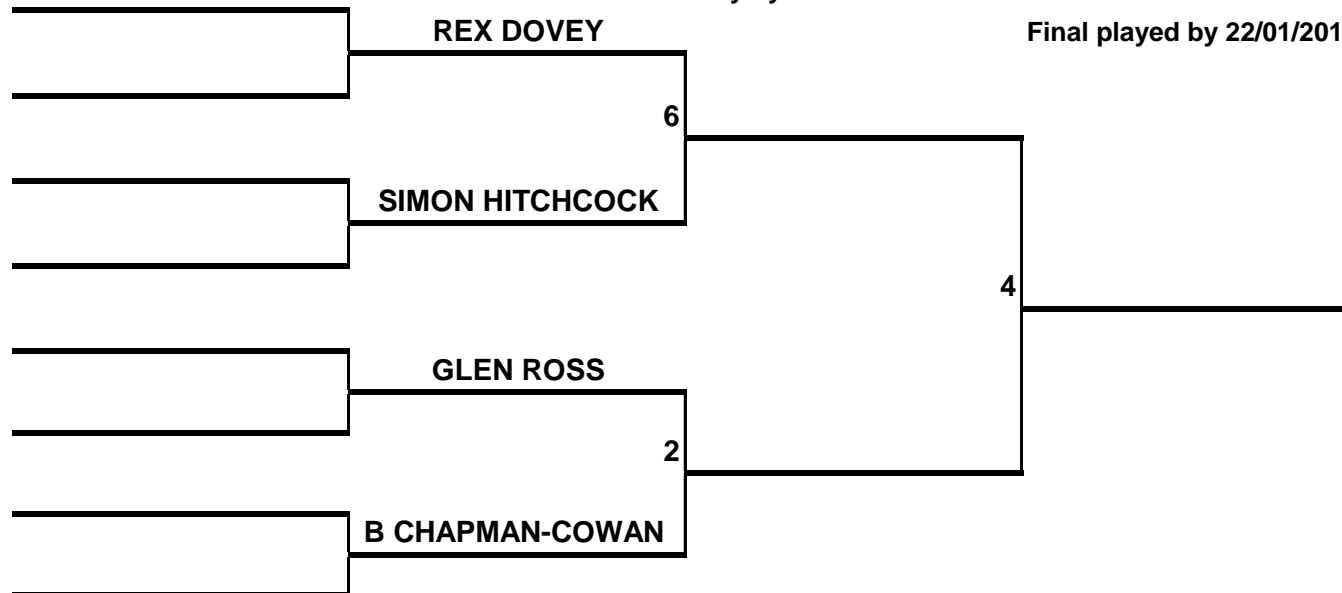 REX DOVEY
Final played by 22/01/201
6
SIMON HITCHCOCK
4
GLEN ROSS
2
B CHAPMAN-COWAN